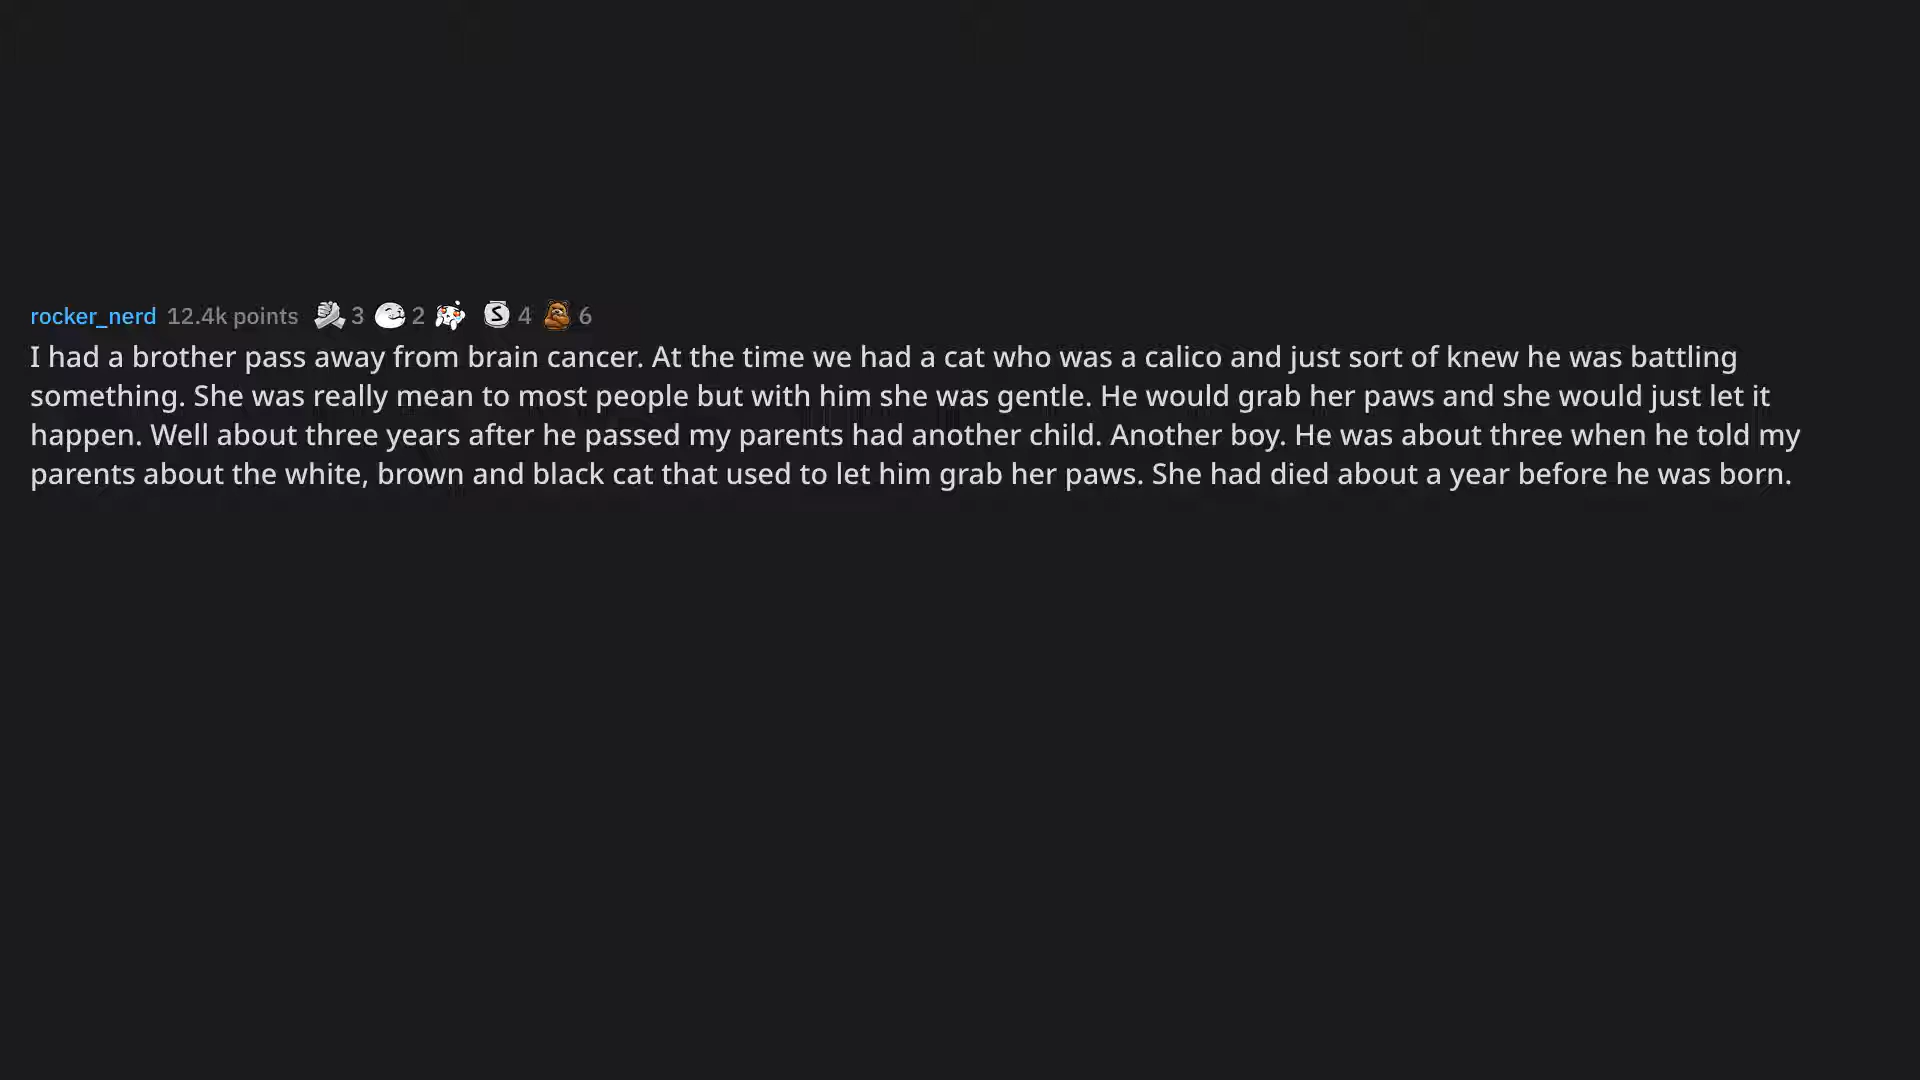 rocker_nerd 12.4k points 3 2 S 4 6
I had a brother pass away from brain cancer. At the time we had a cat who was a calico and just sort of knew he was battling
something. She was really mean to most people but with him she was gentle. He would grab her paws and she would just let it
happen. Well about three years after he passed my parents had another child. Another boy. He was about three when he told my
parents about the white, brown and black cat that used to let him grab her paws. She had died about a year before he was born.